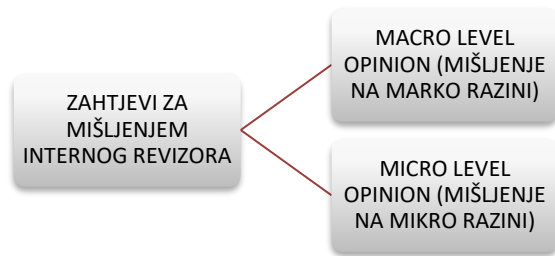 ZAHTJEVI ZA
MIŠLJENJEM
INTERNOG REVIZORA
MACRO LEVEL
OPINION (MIŠLJENJE
NA MARKO RAZINI)
MICRO LEVEL
OPINION (MIŠLJENJE
NA MIKRO RAZINI)